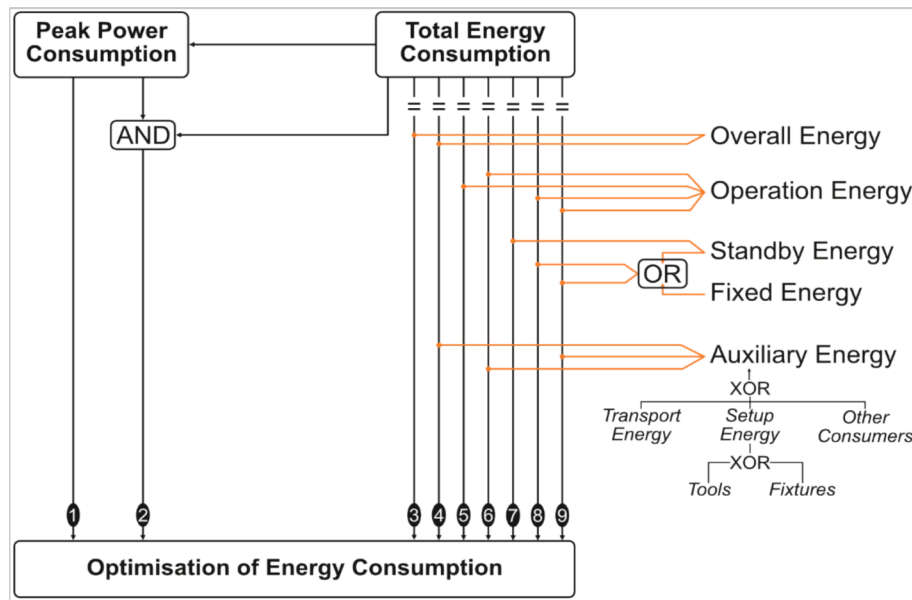 Peak Power
Consumption
Total Energy
Consumption
AND
Overall Energy
Operation Energy
Standby Energy
OR
Fixed Energy
Auxiliary Energy
XOR
Transport
Energy
Setup
Energy
Other
Consumers
XOR
Tools
Fixtures
1
2
3
4
5
6
7
8
9
Optimisation of Energy Consumption